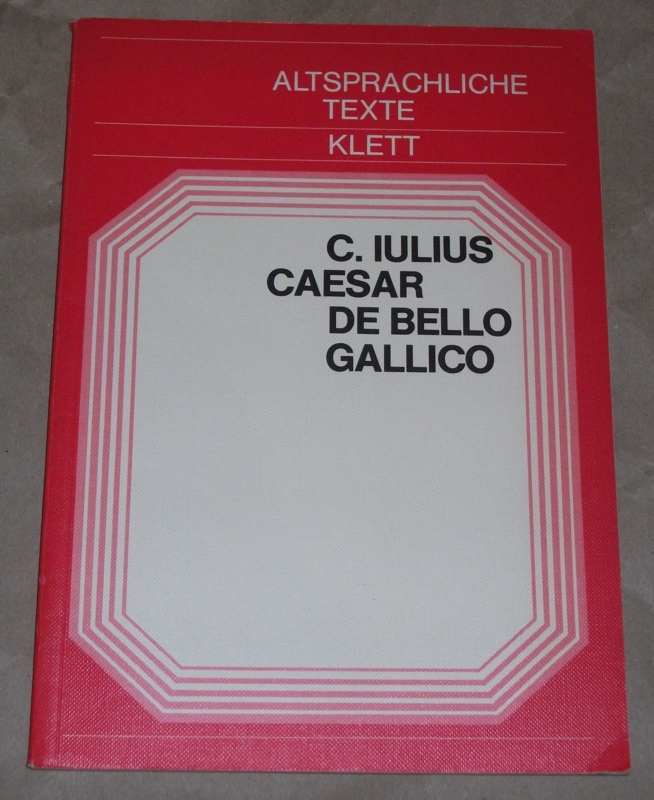 ALTSPRACHLICHE
TEXTE
KLETT
C. IULIUS
CAESAR
DE BELLO
GALLICO